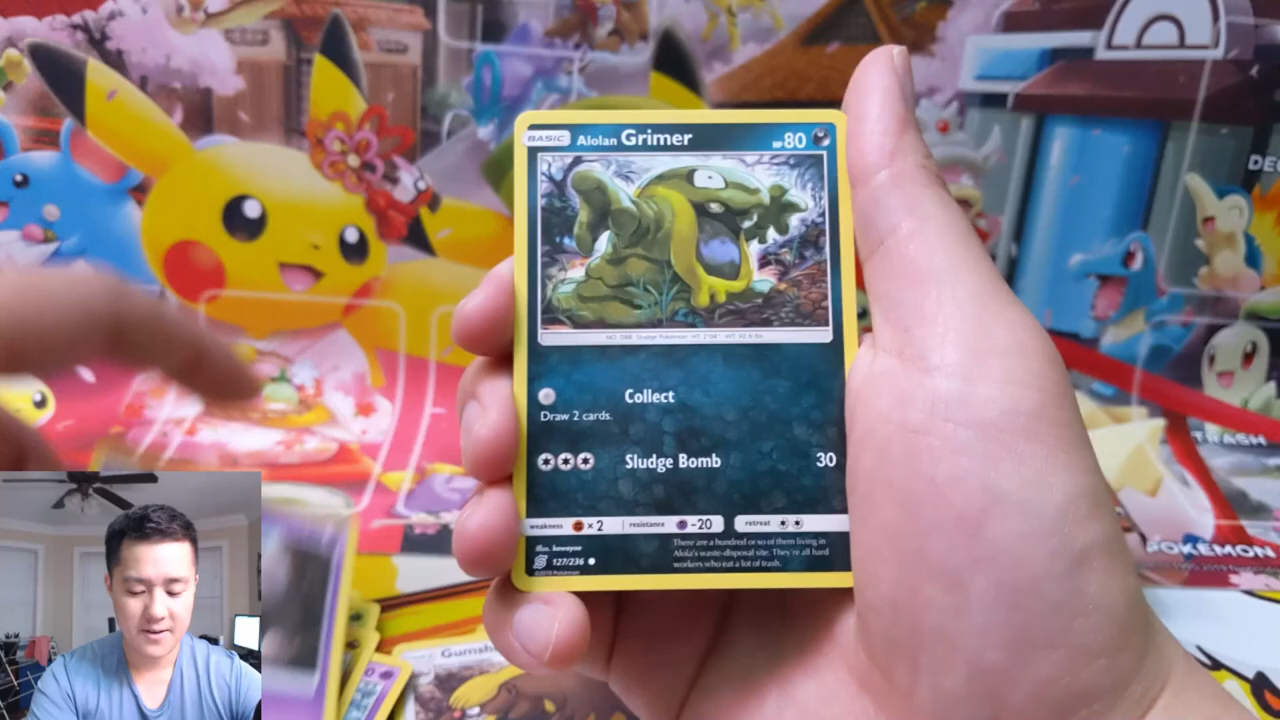 BASIC Alolan Grimer HP80
NO. 088 Sludge Pokémon HT: 2'04" WT: 92.6 lbs.
Collect
Draw 2 cards.
Sludge Bomb 30
weakness ×2 resistance -20 retreat
Illus. kawayoo
127/236
©2019 Pokémon
There are a hundred or so of them living in
Alola's waste-disposal site. They're all hard
workers who eat a lot of trash.
Gumsh
DEC
TRASH
POKÉMON